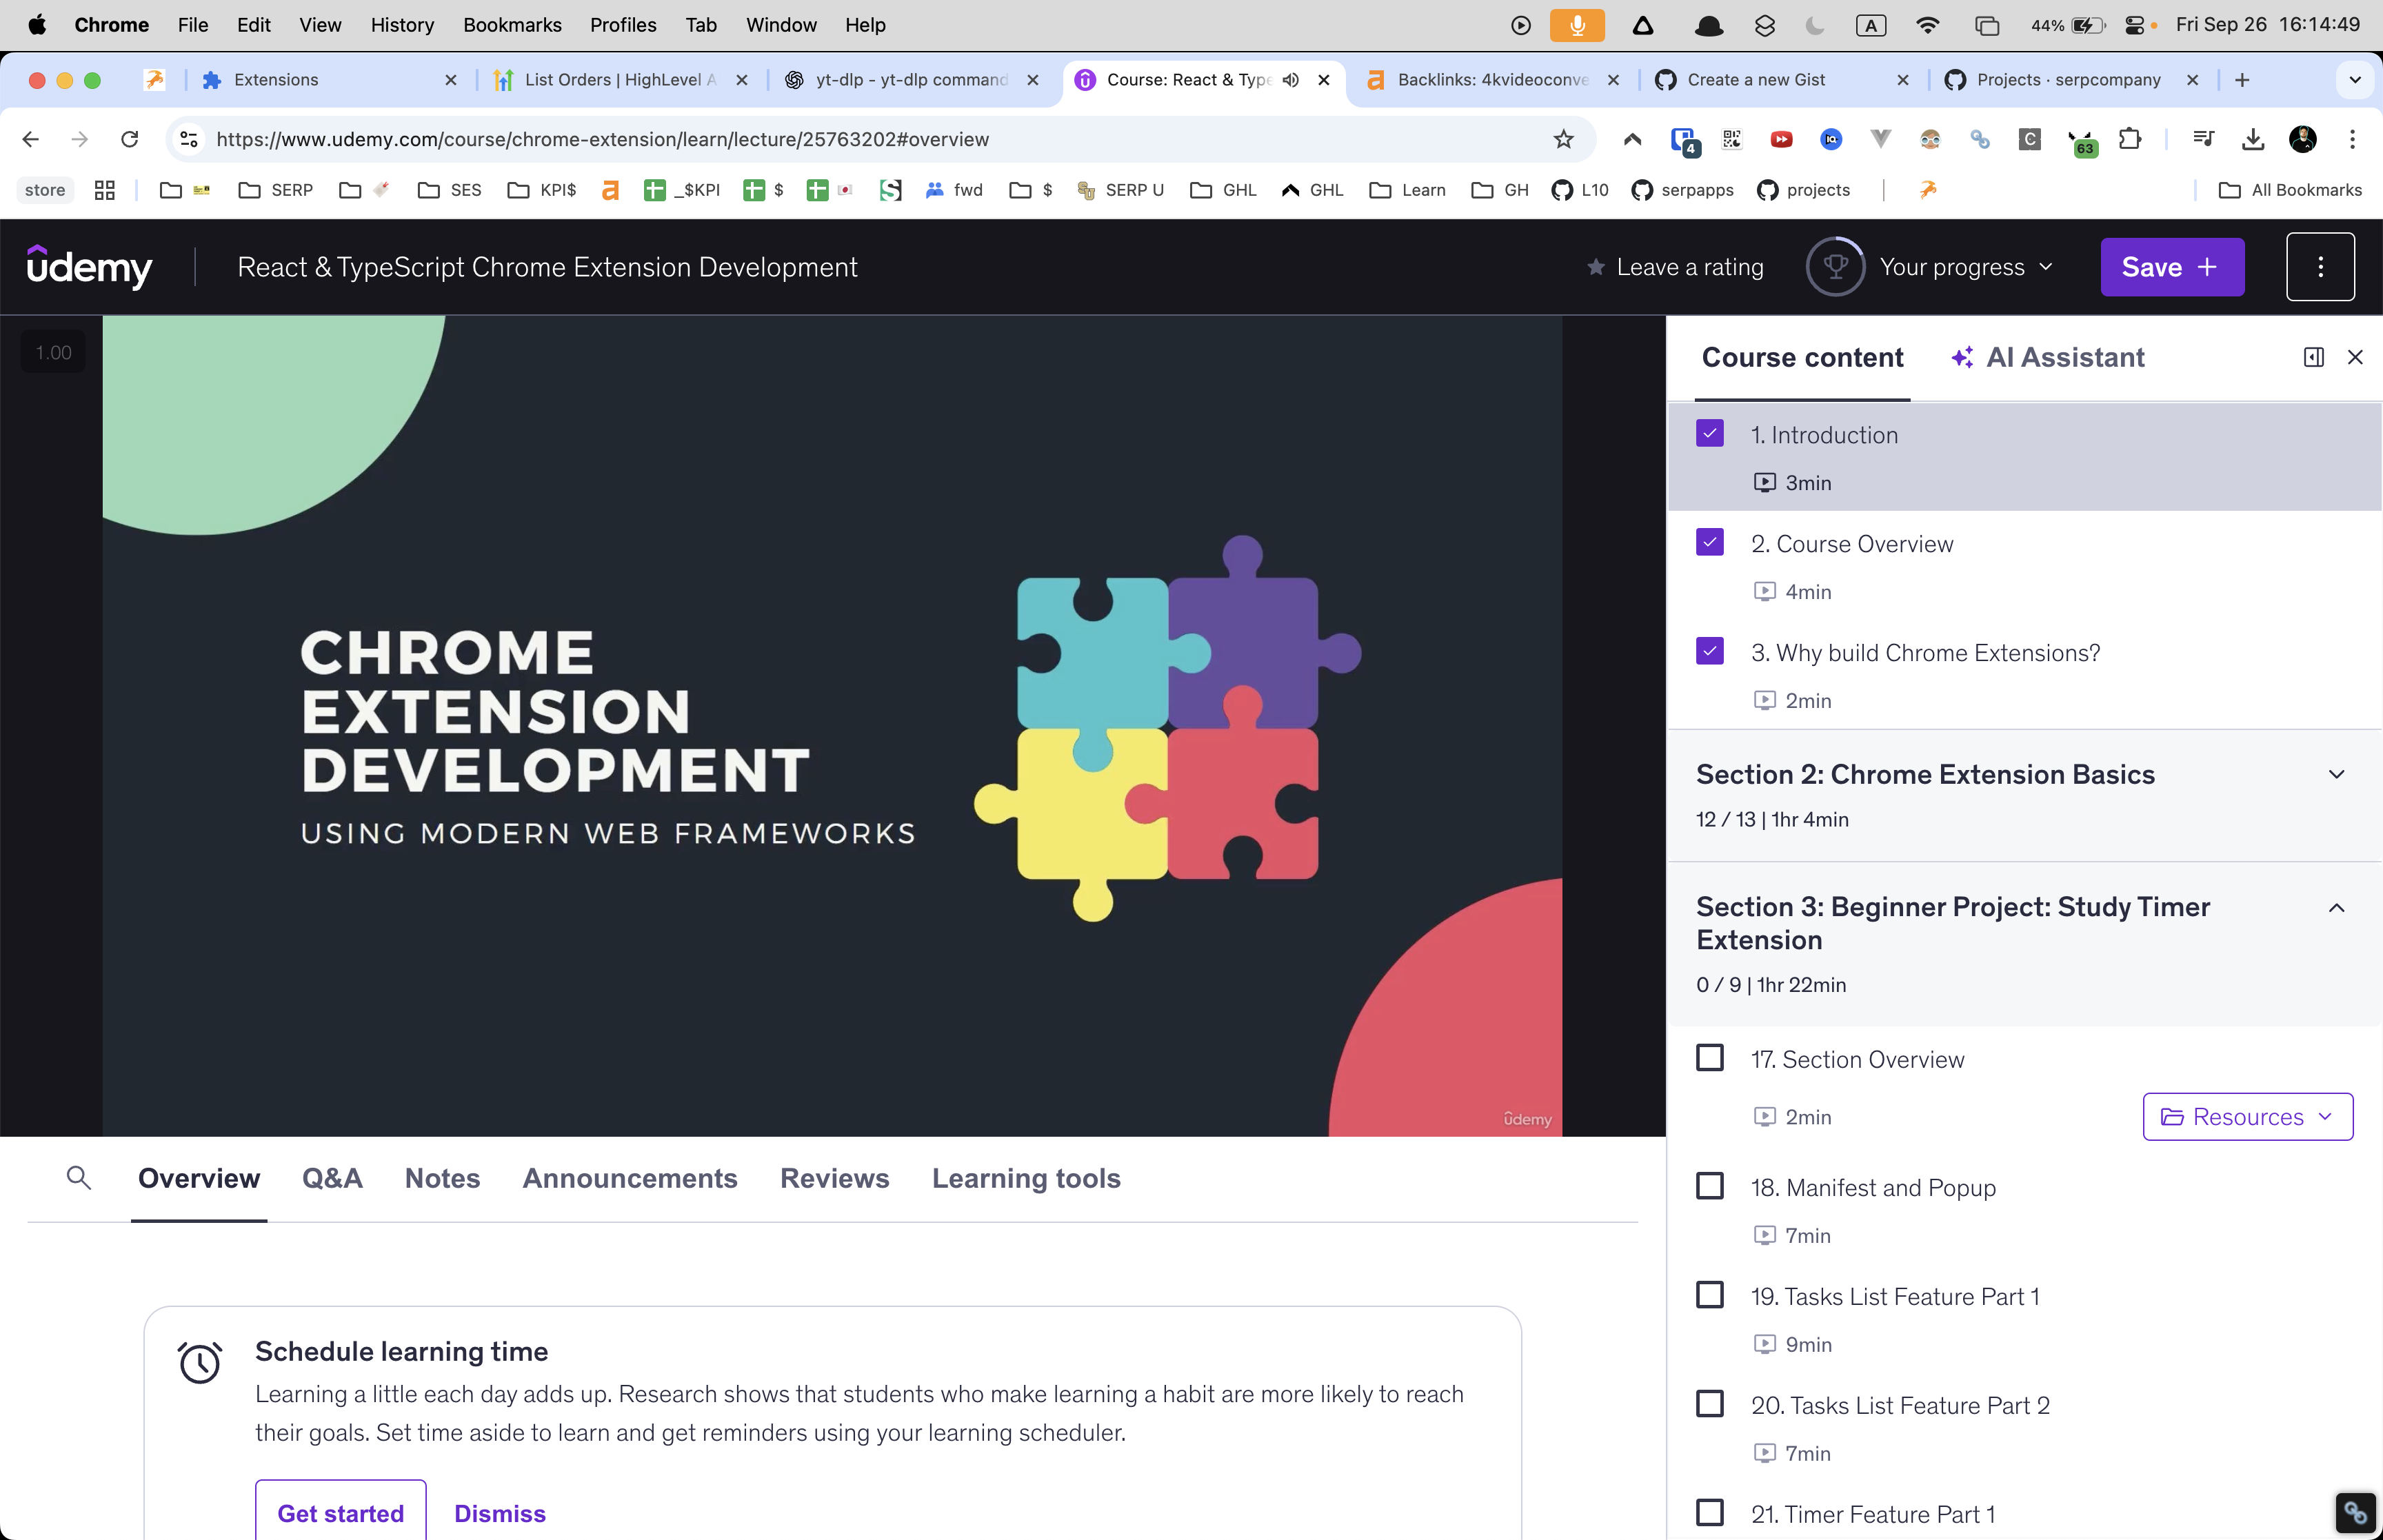 Chrome File Edit View History Bookmarks Profiles Tab Window Help
A 44% Fri Sep 26 16:14:49
Extensions
List Orders | HighLevel A
yt-dlp - yt-dlp command
Course: React & Type
Backlinks: 4kvideoconve
Create a new Gist
Projects · serpcompany
https://www.udemy.com/course/chrome-extension/learn/lecture/25763202#overview
4 C 63
store SERP SES KPI$ _$KPI $ fwd $ SERP U GHL GHL Learn GH L10 serpapps projects All Bookmarks
udemy
React & TypeScript Chrome Extension Development
Leave a rating
Your progress
Save
1.00
CHROME
EXTENSION
DEVELOPMENT
USING MODERN WEB FRAMEWORKS
udemy
Course content
AI Assistant
1. Introduction
3min
2. Course Overview
4min
3. Why build Chrome Extensions?
2min
Section 2: Chrome Extension Basics
12 / 13 | 1hr 4min
Section 3: Beginner Project: Study Timer
Extension
0 / 9 | 1hr 22min
17. Section Overview
2min
Resources
18. Manifest and Popup
7min
19. Tasks List Feature Part 1
9min
20. Tasks List Feature Part 2
7min
21. Timer Feature Part 1
Overview Q&A Notes Announcements Reviews Learning tools
Schedule learning time
Learning a little each day adds up. Research shows that students who make learning a habit are more likely to reach
their goals. Set time aside to learn and get reminders using your learning scheduler.
Get started
Dismiss